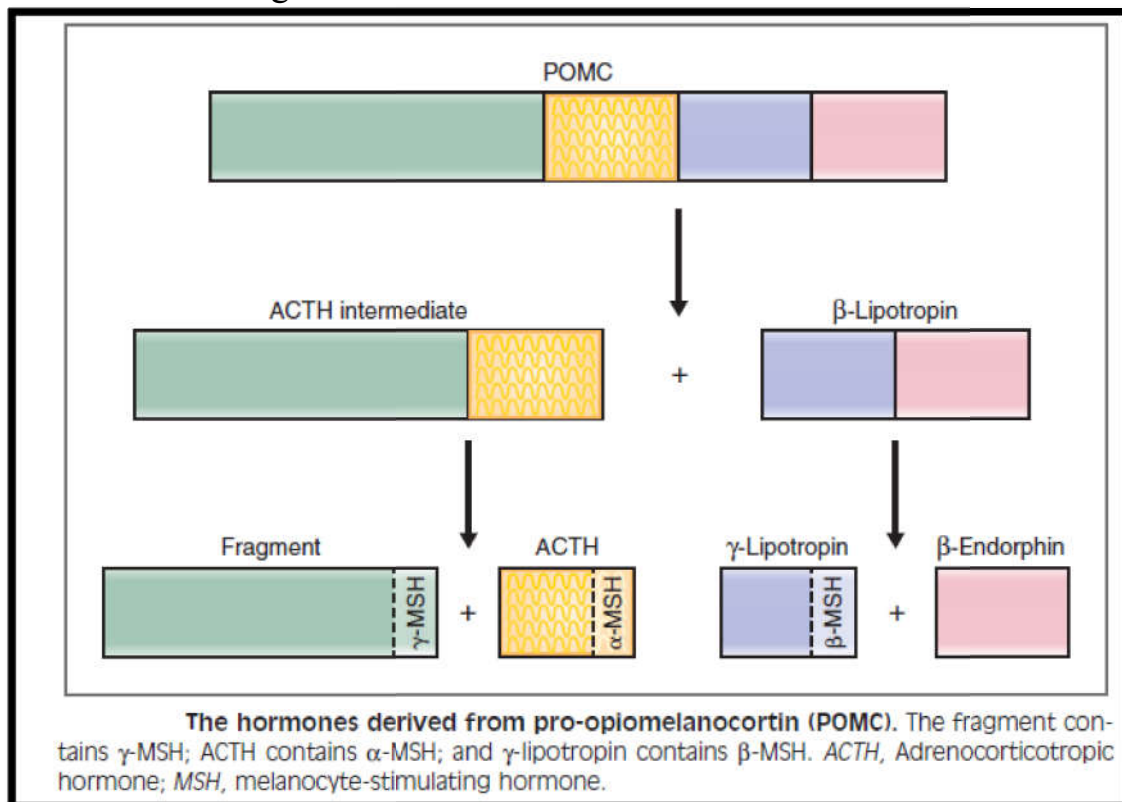 POMC
ACTH intermediate
β-Lipotropin
+
Fragment
ACTH
γ-Lipotropin
β-Endorphin
γ-MSH
+
α-MSH
β-MSH
+
The hormones derived from pro-opiomelanocortin (POMC). The fragment con-
tains γ-MSH; ACTH contains α-MSH; and γ-lipotropin contains β-MSH. ACTH, Adrenocorticotropic
hormone; MSH, melanocyte-stimulating hormone.